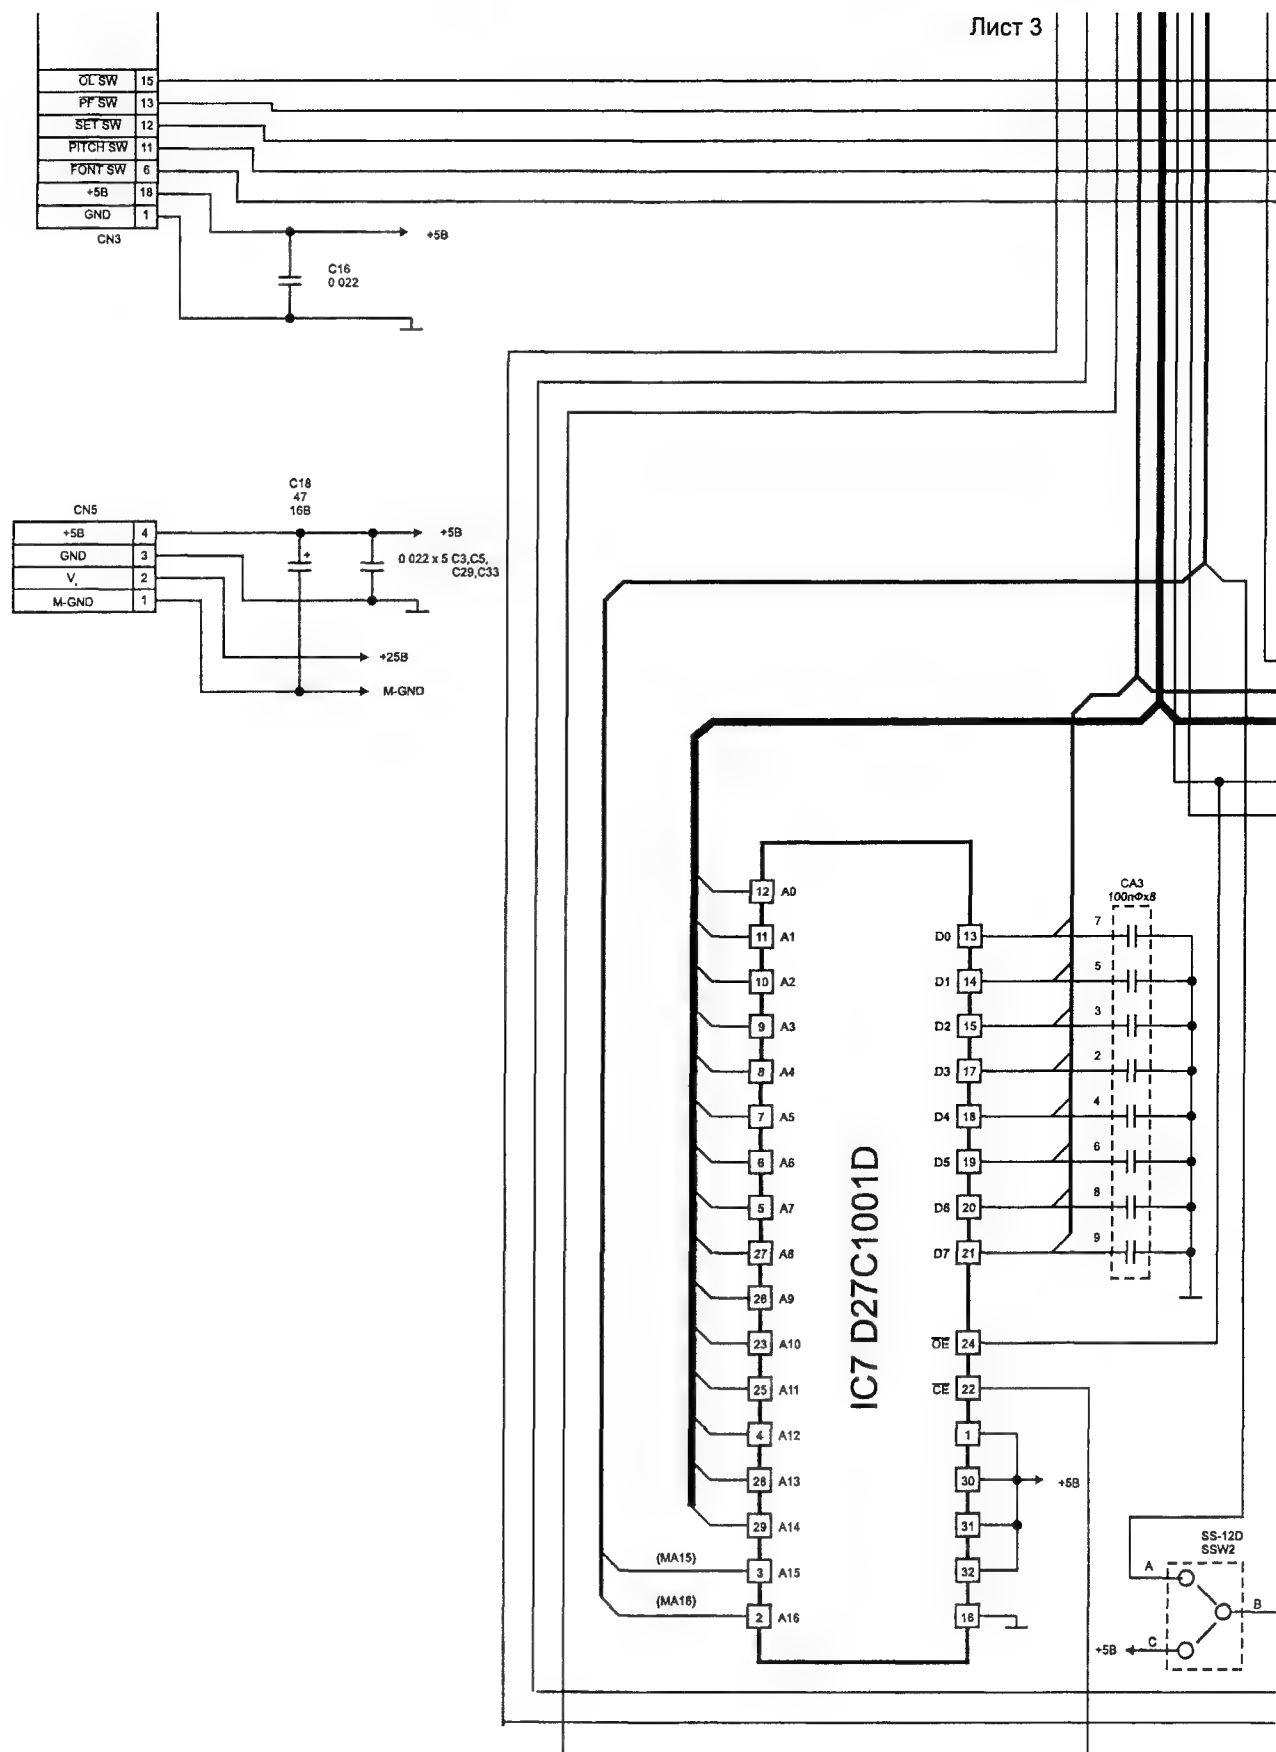 Лист 3
OL SW 15
PF SW 13
SET SW 12
PITCH SW 11
FONT SW 6
+5В 18
GND 1
CN3
+5В
C16
0 022
C18
47
16В
CN5
+5В 4
GND 3
V, 2
M-GND 1
+5В
0 022 x 5 C3,C5,
C29,C33
+25В
M-GND
CA3
100пФx8
12 A0
11 A1
10 A2
9 A3
8 A4
7 A5
6 A6
5 A7
27 A8
26 A9
23 A10
25 A11
4 A12
28 A13
29 A14
(MA15) 3 A15
(MA16) 2 A16
IC7 D27C1001D
D0 13 7
D1 14 5
D2 15 3
D3 17 2
D4 18 4
D5 19 6
D6 20 8
D7 21 9
OE 24
CE 22
1
30 +5В
31
32
16
SS-12D
SSW2
A
B
+5В C